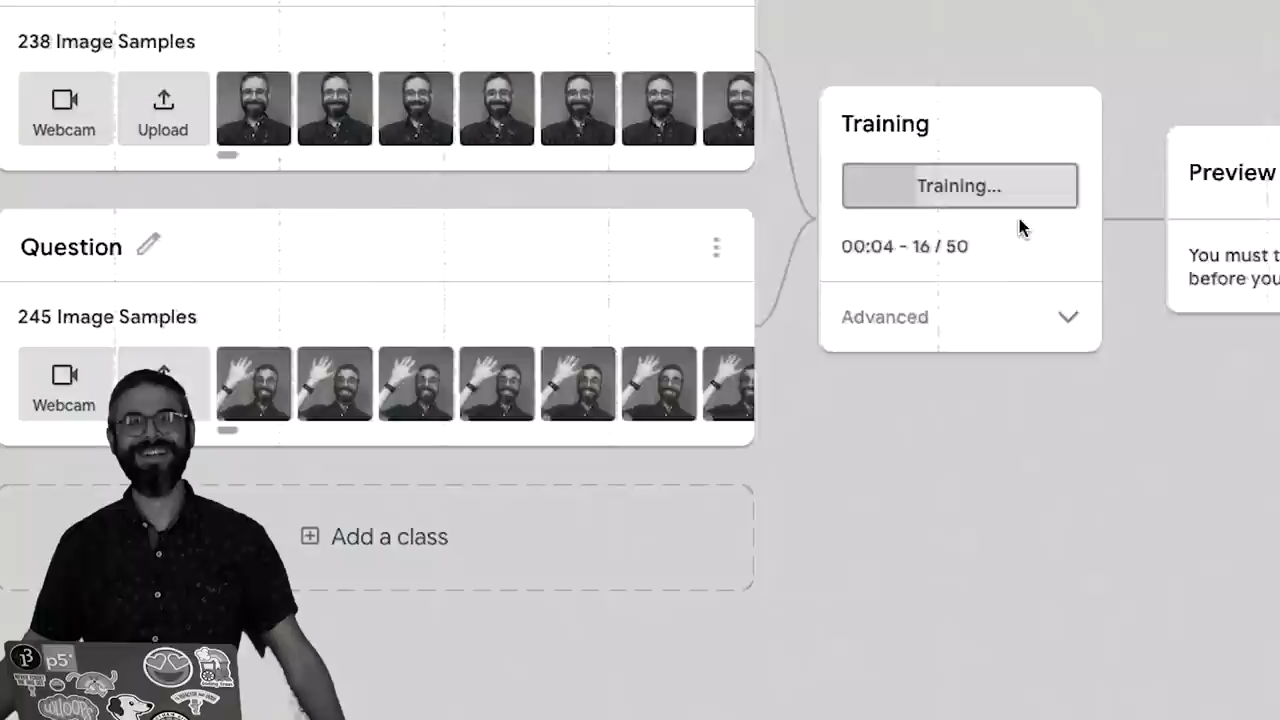 238 Image Samples
Webcam
Upload
Question
245 Image Samples
Webcam
Add a class
Training
Training...
00:04 - 16 / 50
Advanced
Preview
You must t
before you
p5*
WHOOPS